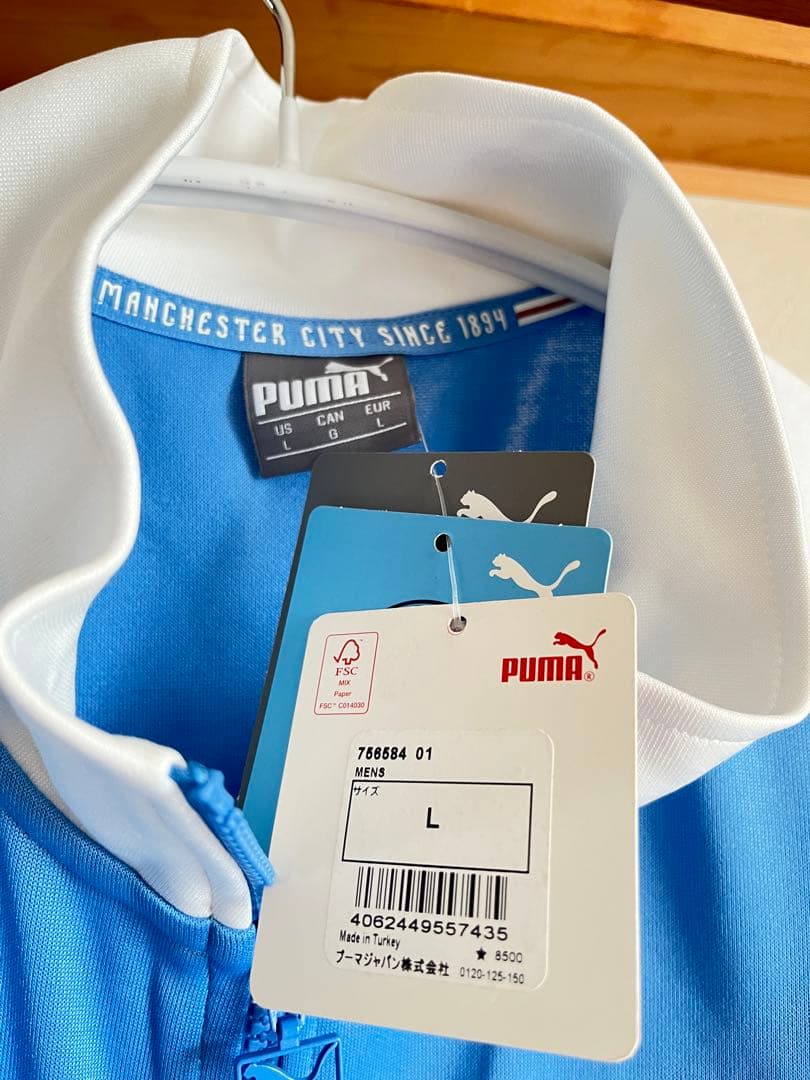 MANCHESTER CITY SINCE 1894
PUMA
US CAN EUR
L G L
FSC
MIX
Paper
FSC™ C014030
PUMA®
756584 01
MENS
サイズ
L
4062449557435
Made in Turkey
★ 8500
プーマジャパン株式会社 0120-125-150